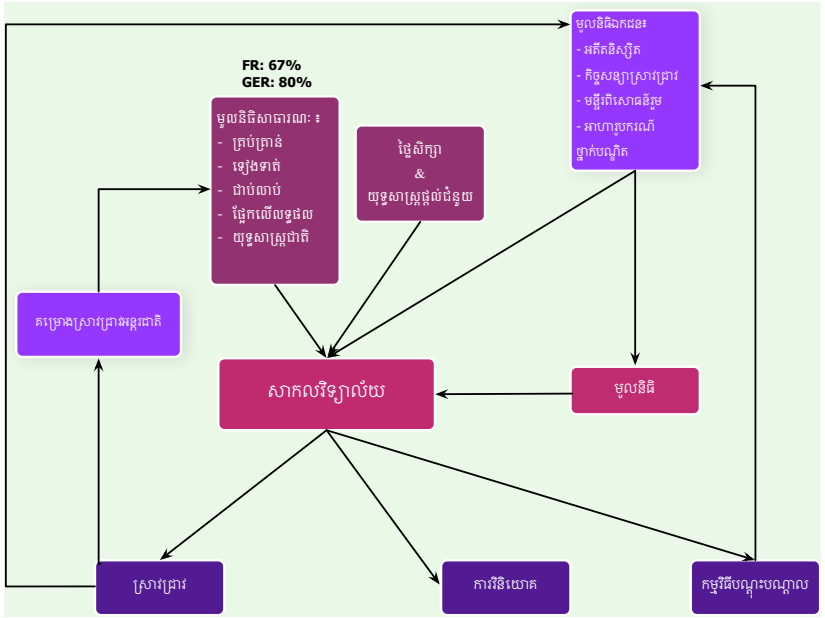 មូលនិធិឯកជន៖
- អតីតនិស្សិត
- កិច្ចសន្យាស្រាវជ្រាវ
- មន្ទីរពិសោធន៍រួម
- អាហារូបករណ៍
ថ្នាក់បណ្ឌិត
FR: 67%
GER: 80%
មូលនិធិសាធារណៈ ៖
- គ្រប់គ្រាន់
- ទៀងទាត់
- ជាប់លាប់
- ផ្អែកលើលទ្ធផល
- យុទ្ធសាស្ត្រជាតិ
ថ្លៃសិក្សា
&
យុទ្ធសាស្ត្រផ្តល់ជំនួយ
គម្រោងស្រាវជ្រាវអន្តរជាតិ
សាកលវិទ្យាល័យ
មូលនិធិ
ស្រាវជ្រាវ
ការវិនិយោគ
កម្មវិធីបណ្តុះបណ្តាល